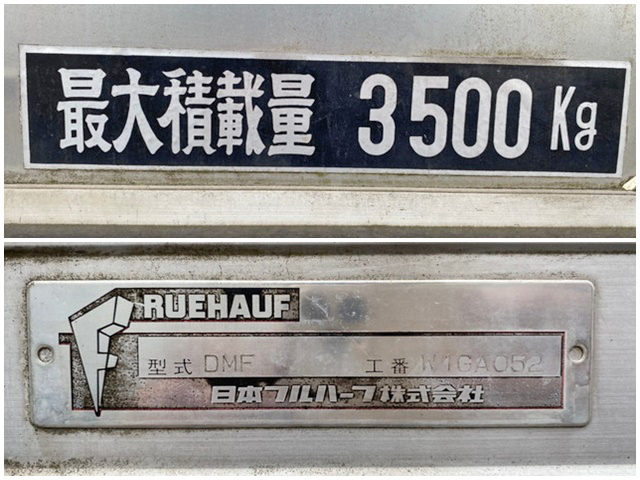 最大積載量 3500 Kg
FRUEHAUF
型式 DMF 工番 W1GA052
日本フルハーフ株式会社